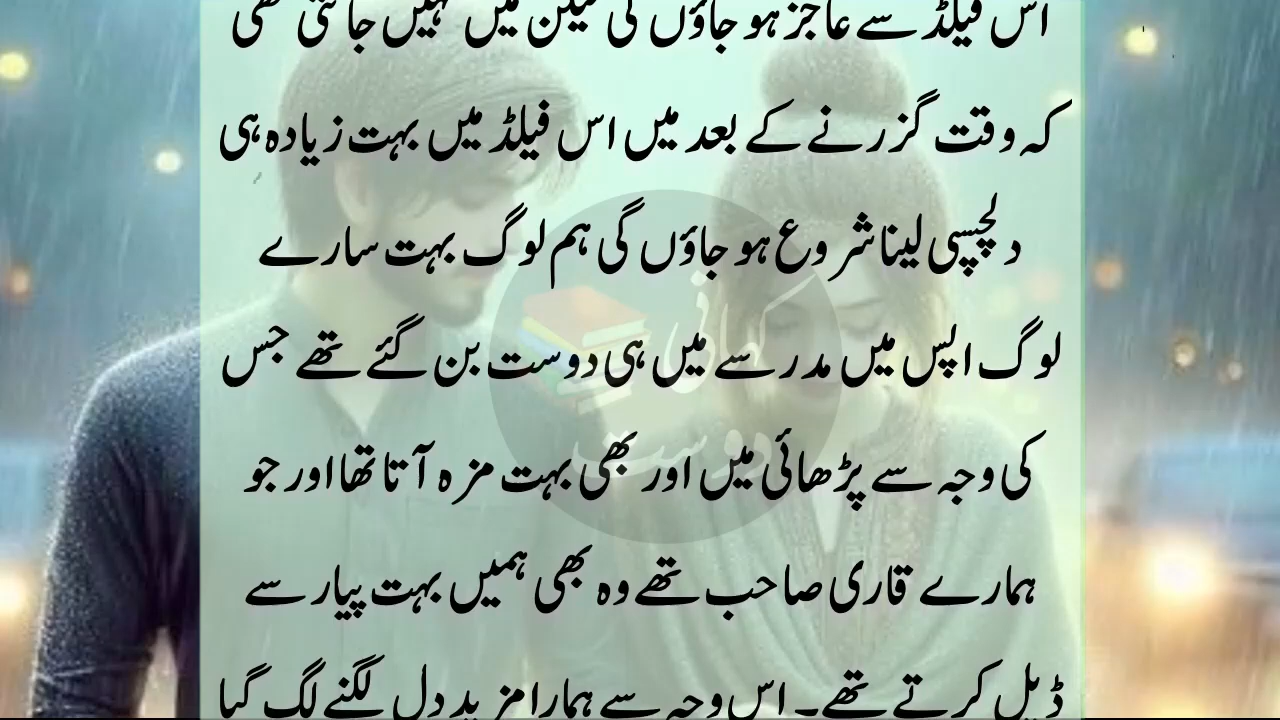 اس فیلڈ سے عاجز ہو جاؤں گی لیکن میں نہیں جانتی تھی
کہ وقت گزرنے کے بعد میں اس فیلڈ میں بہت زیادہ ہی
دلچسپی لینا شروع ہو جاؤں گی ہم لوگ بہت سارے
لوگ اپس میں مدرسے میں ہی دوست بن گئے تھے جس
کی وجہ سے پڑھائی میں اور بھی بہت مزہ آتا تھا اور جو
ہمارے قاری صاحب تھے وہ بھی ہمیں بہت پیار سے
ڈیل کرتے تھے۔ اس وجہ سے ہمارا مزید دل لگنے لگ گیا
کہانی
دوست